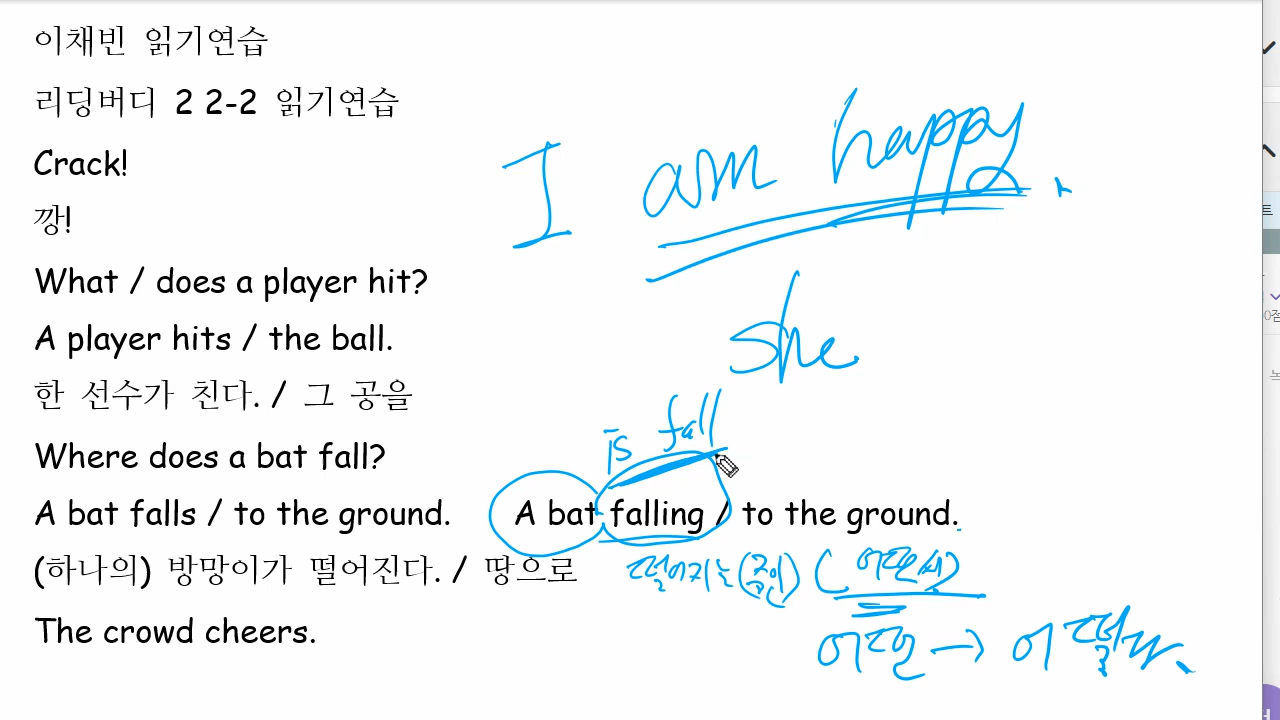 이채빈 읽기연습
리딩버디 2 2-2 읽기연습
Crack!
깡!
What / does a player hit?
A player hits / the ball.
한 선수가 친다. / 그 공을
Where does a bat fall?
A bat falls / to the ground.
(하나의) 방망이가 떨어진다. / 땅으로
The crowd cheers.
I am happy.
she
is fall
A bat falling / to the ground.
떨어지는(중인) (어떤시)
어떤 → 어떻다.
트